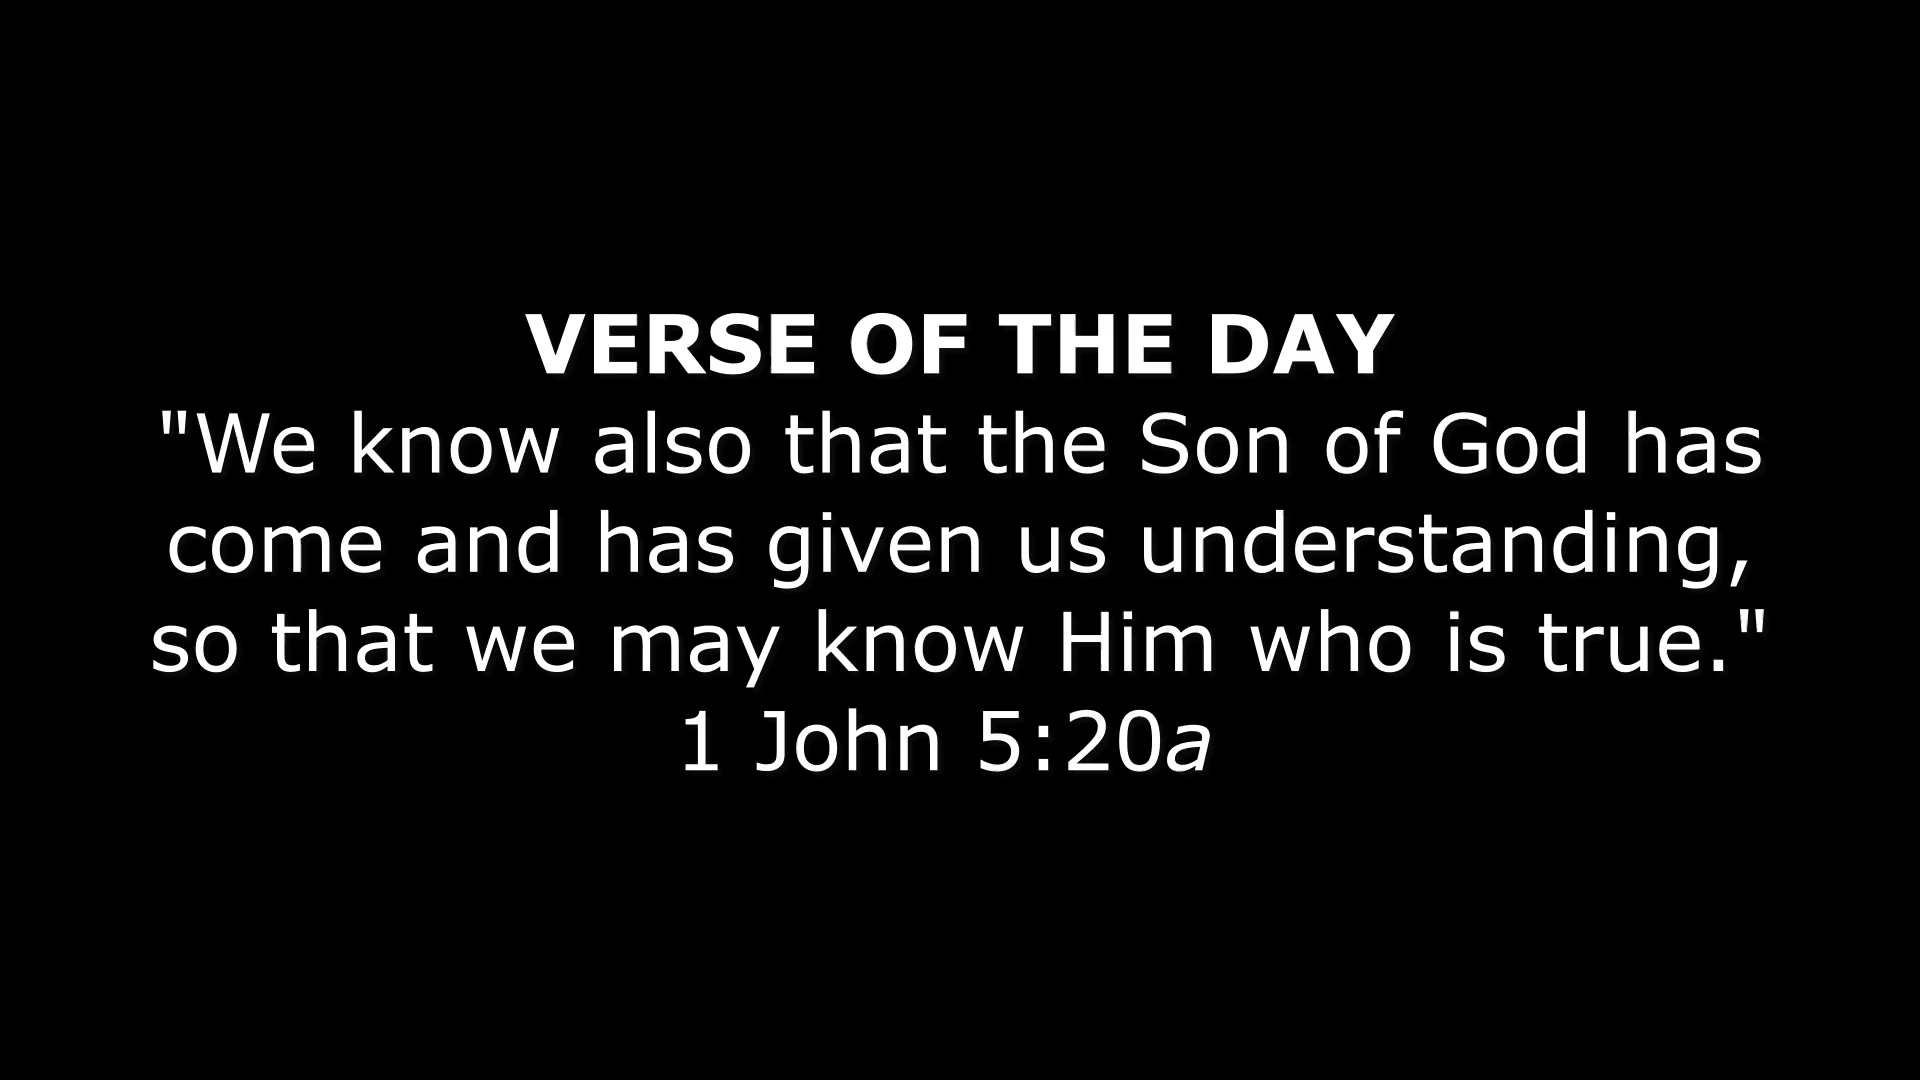 VERSE OF THE DAY
"We know also that the Son of God has
come and has given us understanding,
so that we may know Him who is true."
1 John 5:20a